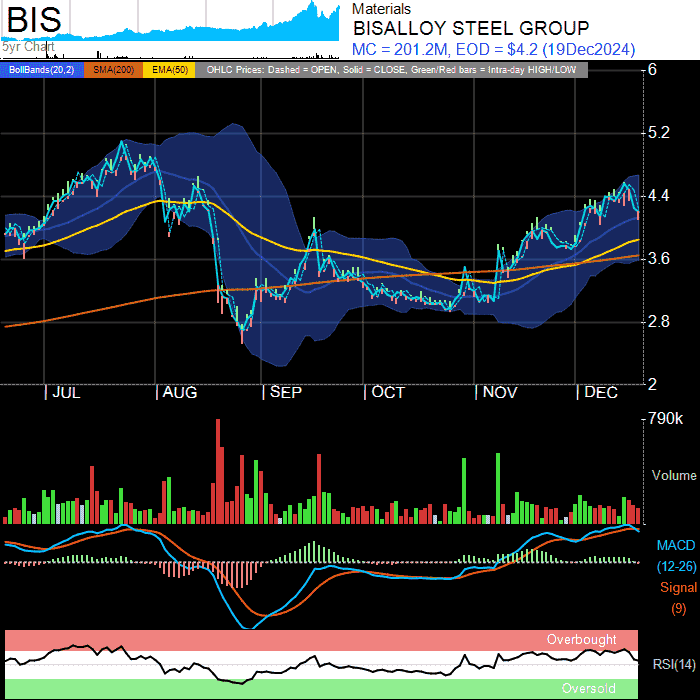 BIS
5yr Chart
Materials
BISALLOY STEEL GROUP
MC = 201.2M, EOD = $4.2 (19Dec2024)
BollBands(20,2) SMA(200) EMA(50) OHLC Prices: Dashed = OPEN, Solid = CLOSE, Green/Red bars = Intra-day HIGH/LOW
6
5.2
4.4
3.6
2.8
2
JUL AUG SEP OCT NOV DEC
790k
Volume
MACD
(12-26)
Signal
(9)
Overbought
RSI(14)
Oversold